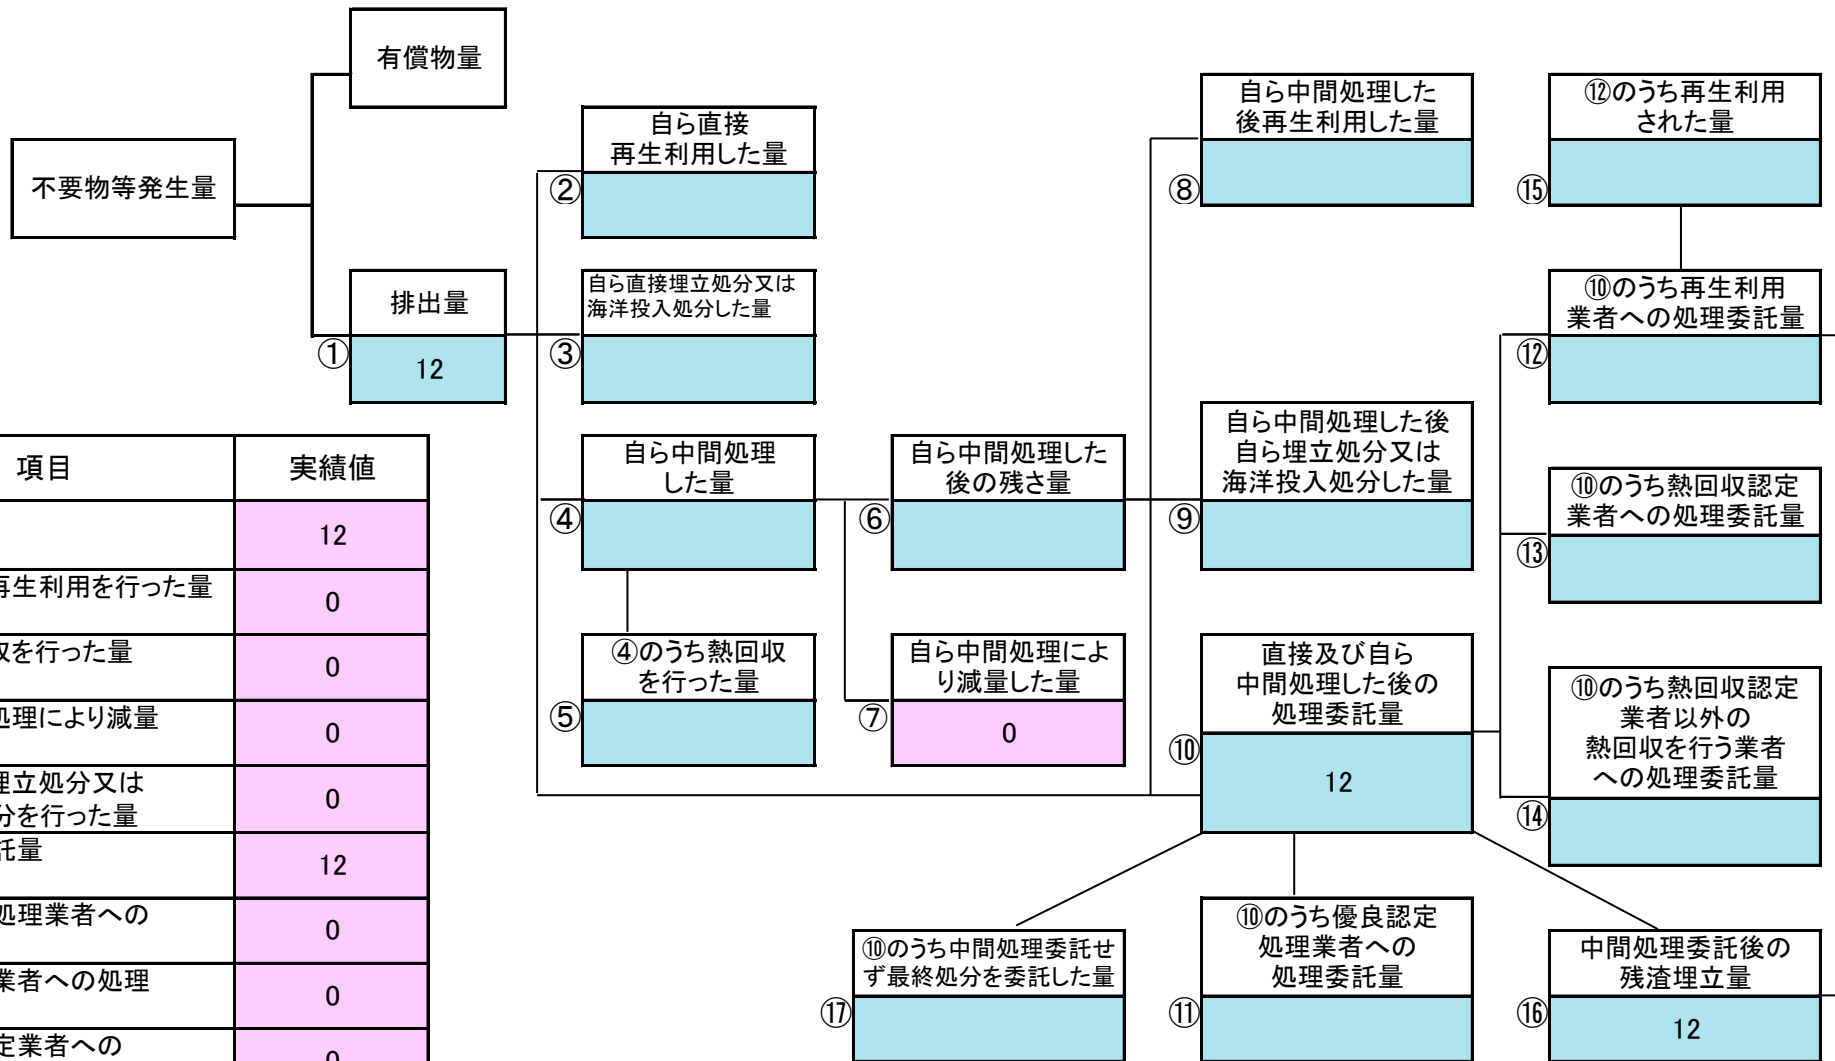 有償物量
不要物等発生量
排出量
①
12
自ら直接
再生利用した量
②
自ら直接埋立処分又は
海洋投入処分した量
③
自ら中間処理
した量
④
④のうち熱回収
を行った量
⑤
自ら中間処理した
後の残さ量
⑥
自ら中間処理によ
り減量した量
⑦
0
自ら中間処理した
後再生利用した量
⑧
自ら中間処理した後
自ら埋立処分又は
海洋投入処分した量
⑨
直接及び自ら
中間処理した後の
処理委託量
⑩
12
⑫のうち再生利用
された量
⑮
⑩のうち再生利用
業者への処理委託量
⑫
⑩のうち熱回収認定
業者への処理委託量
⑬
⑩のうち熱回収認定
業者以外の
熱回収を行う業者
への処理委託量
⑭
⑩のうち中間処理委託せ
ず最終処分を委託した量
⑰
⑩のうち優良認定
処理業者への
処理委託量
⑪
中間処理委託後の
残渣埋立量
⑯
12
項目 実績値
12
再生利用を行った量 0
を行った量 0
処理により減量 0
埋立処分又は
分を行った量 0
託量 12
処理業者への 0
業者への処理 0
定業者への 0